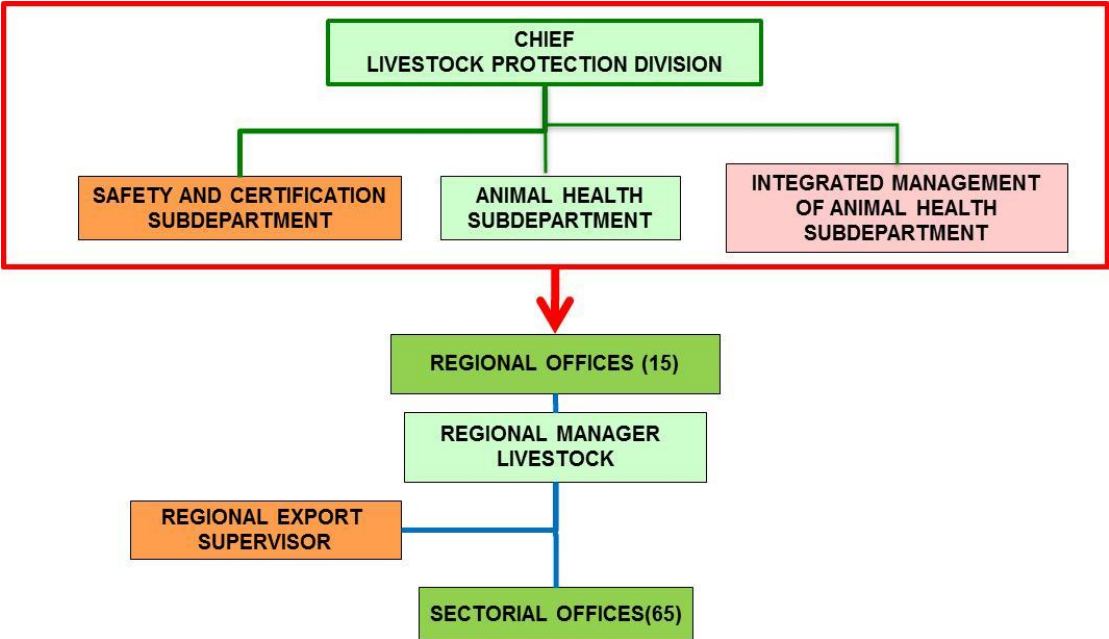 CHIEF
LIVESTOCK PROTECTION DIVISION
SAFETY AND CERTIFICATION
SUBDEPARTMENT
ANIMAL HEALTH
SUBDEPARTMENT
INTEGRATED MANAGEMENT
OF ANIMAL HEALTH
SUBDEPARTMENT
REGIONAL OFFICES (15)
REGIONAL MANAGER
LIVESTOCK
REGIONAL EXPORT
SUPERVISOR
SECTORIAL OFFICES(65)